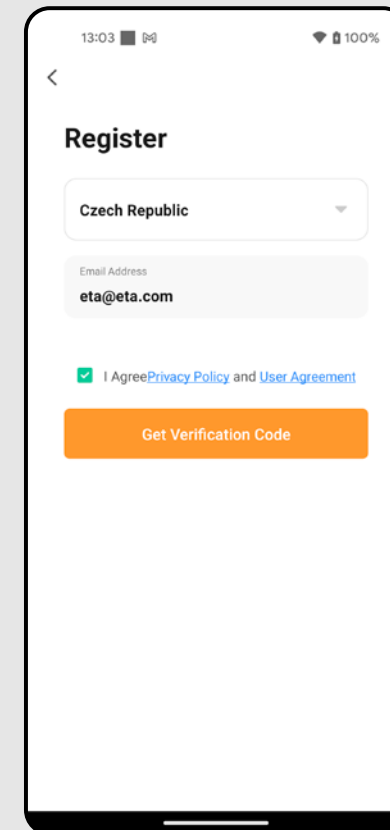 13:03 100%
Register
Czech Republic
Email Address
eta@eta.com
I AgreePrivacy Policy and User Agreement
Get Verification Code